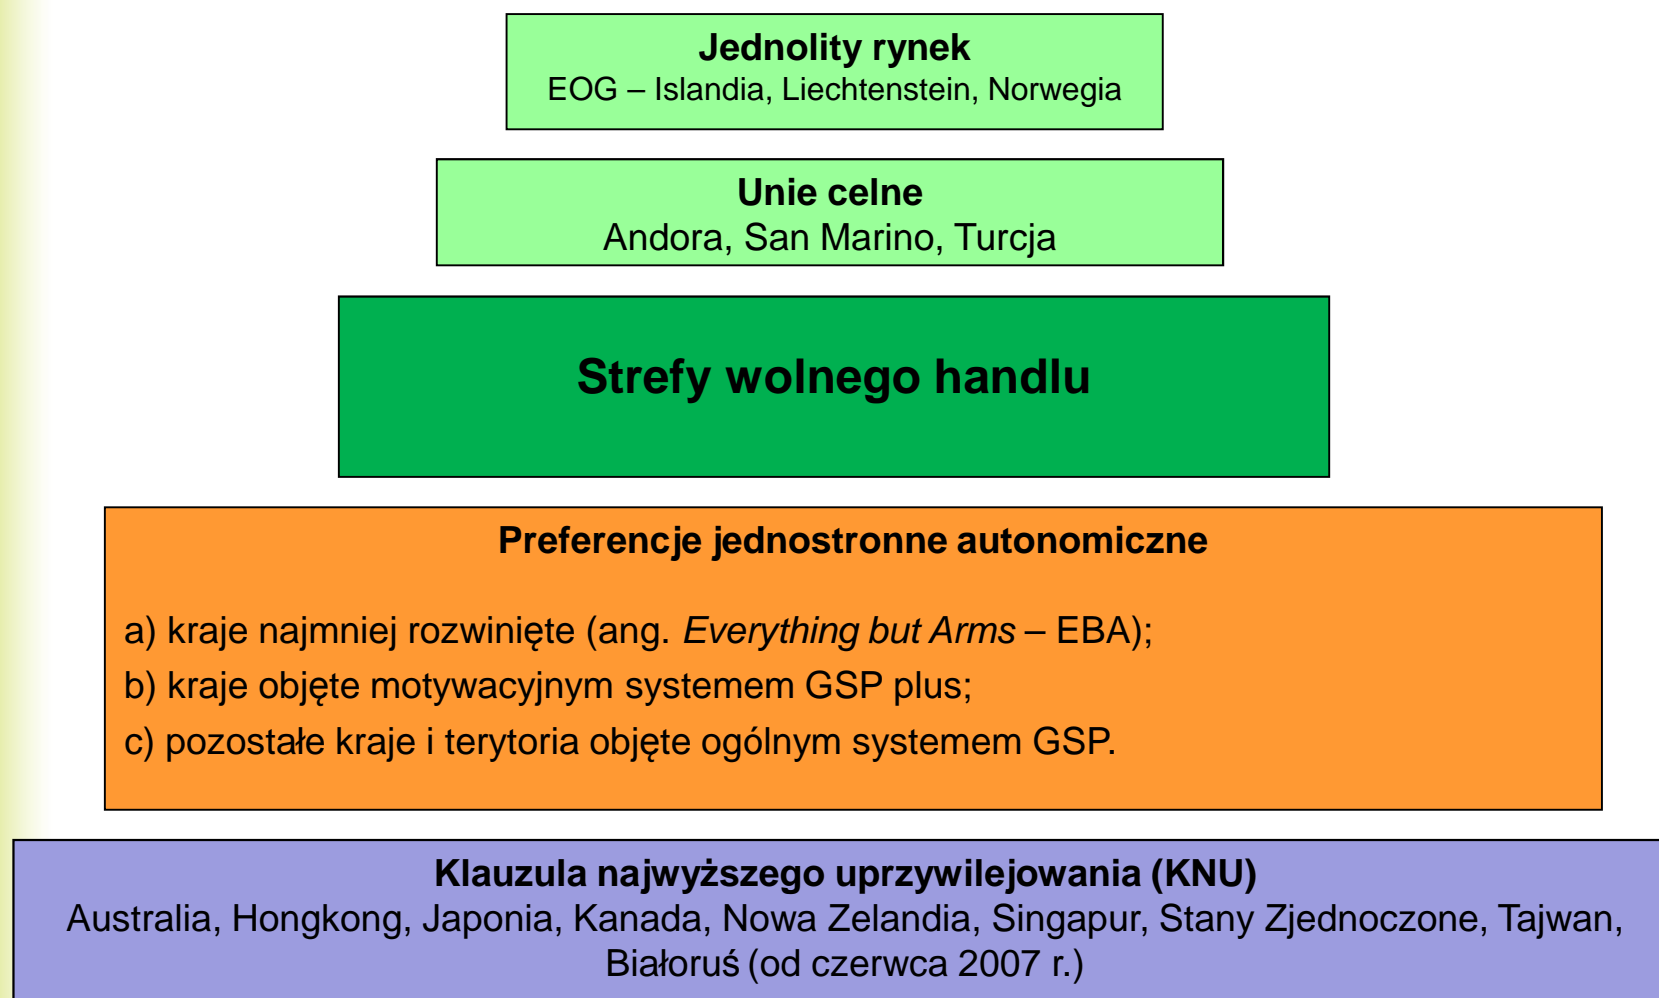 Jednolity rynek
EOG – Islandia, Liechtenstein, Norwegia
Unie celne
Andora, San Marino, Turcja
Strefy wolnego handlu
Preferencje jednostronne autonomiczne
a) kraje najmniej rozwinięte (ang. Everything but Arms – EBA);
b) kraje objęte motywacyjnym systemem GSP plus;
c) pozostałe kraje i terytoria objęte ogólnym systemem GSP.
Klauzula najwyższego uprzywilejowania (KNU)
Australia, Hongkong, Japonia, Kanada, Nowa Zelandia, Singapur, Stany Zjednoczone, Tajwan,
Białoruś (od czerwca 2007 r.)